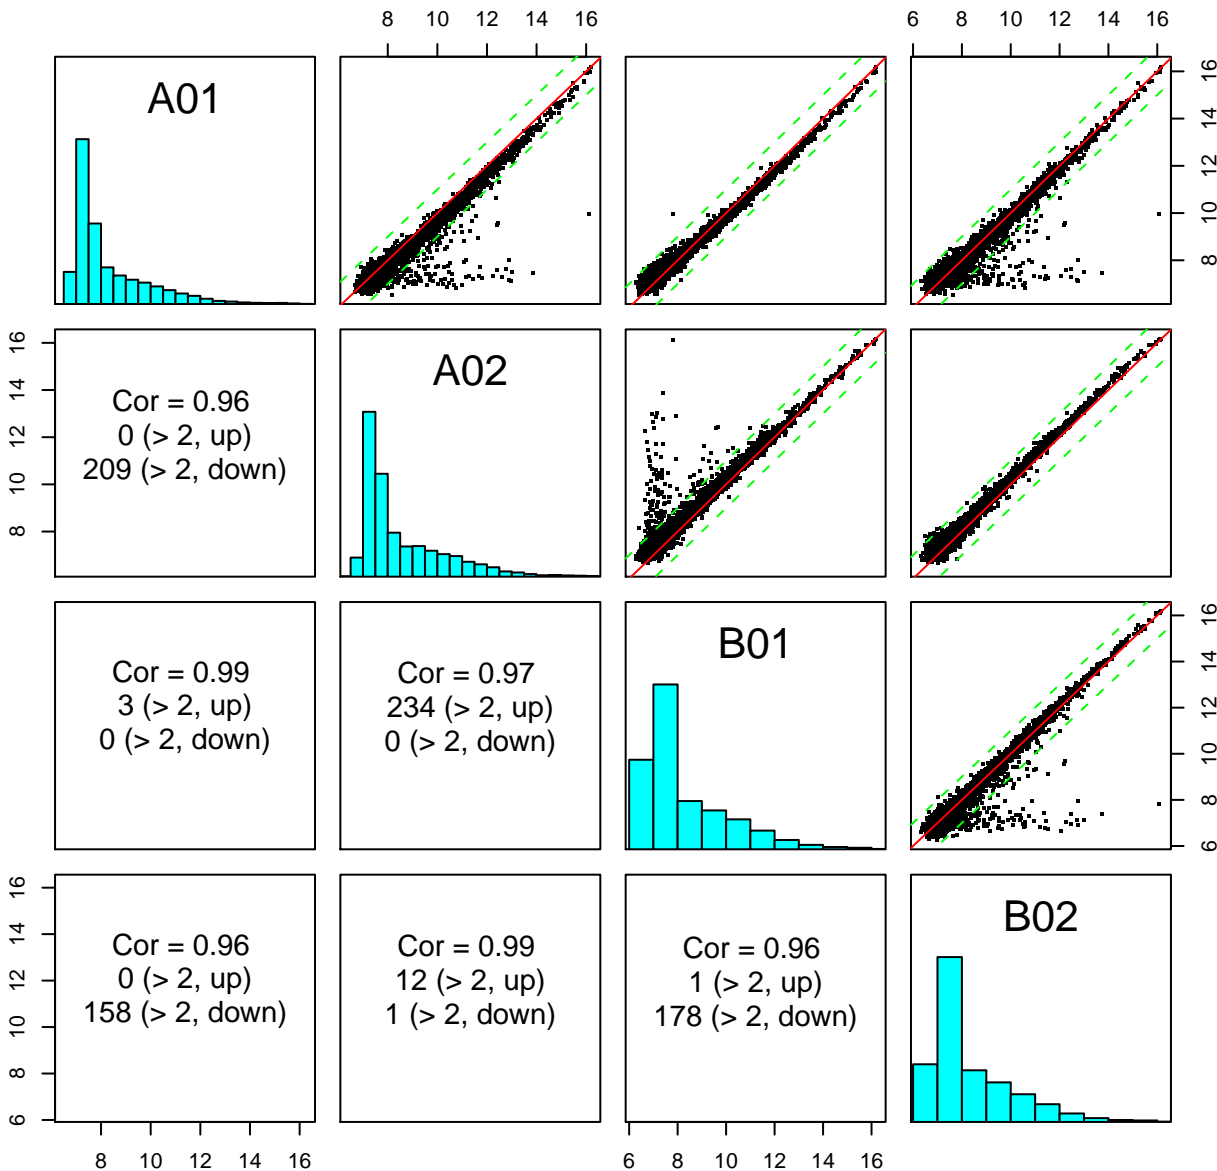 8 10 12 14 16
6 8 10 12 14 16
A01
8 10 12 14 16
8 10 12 14 16
Cor = 0.96
0 (> 2, up)
209 (> 2, down)
A02
Cor = 0.99
3 (> 2, up)
0 (> 2, down)
Cor = 0.97
234 (> 2, up)
0 (> 2, down)
B01
6 8 10 12 14 16
6 8 10 12 14 16
Cor = 0.96
0 (> 2, up)
158 (> 2, down)
Cor = 0.99
12 (> 2, up)
1 (> 2, down)
Cor = 0.96
1 (> 2, up)
178 (> 2, down)
B02
8 10 12 14 16
6 8 10 12 14 16